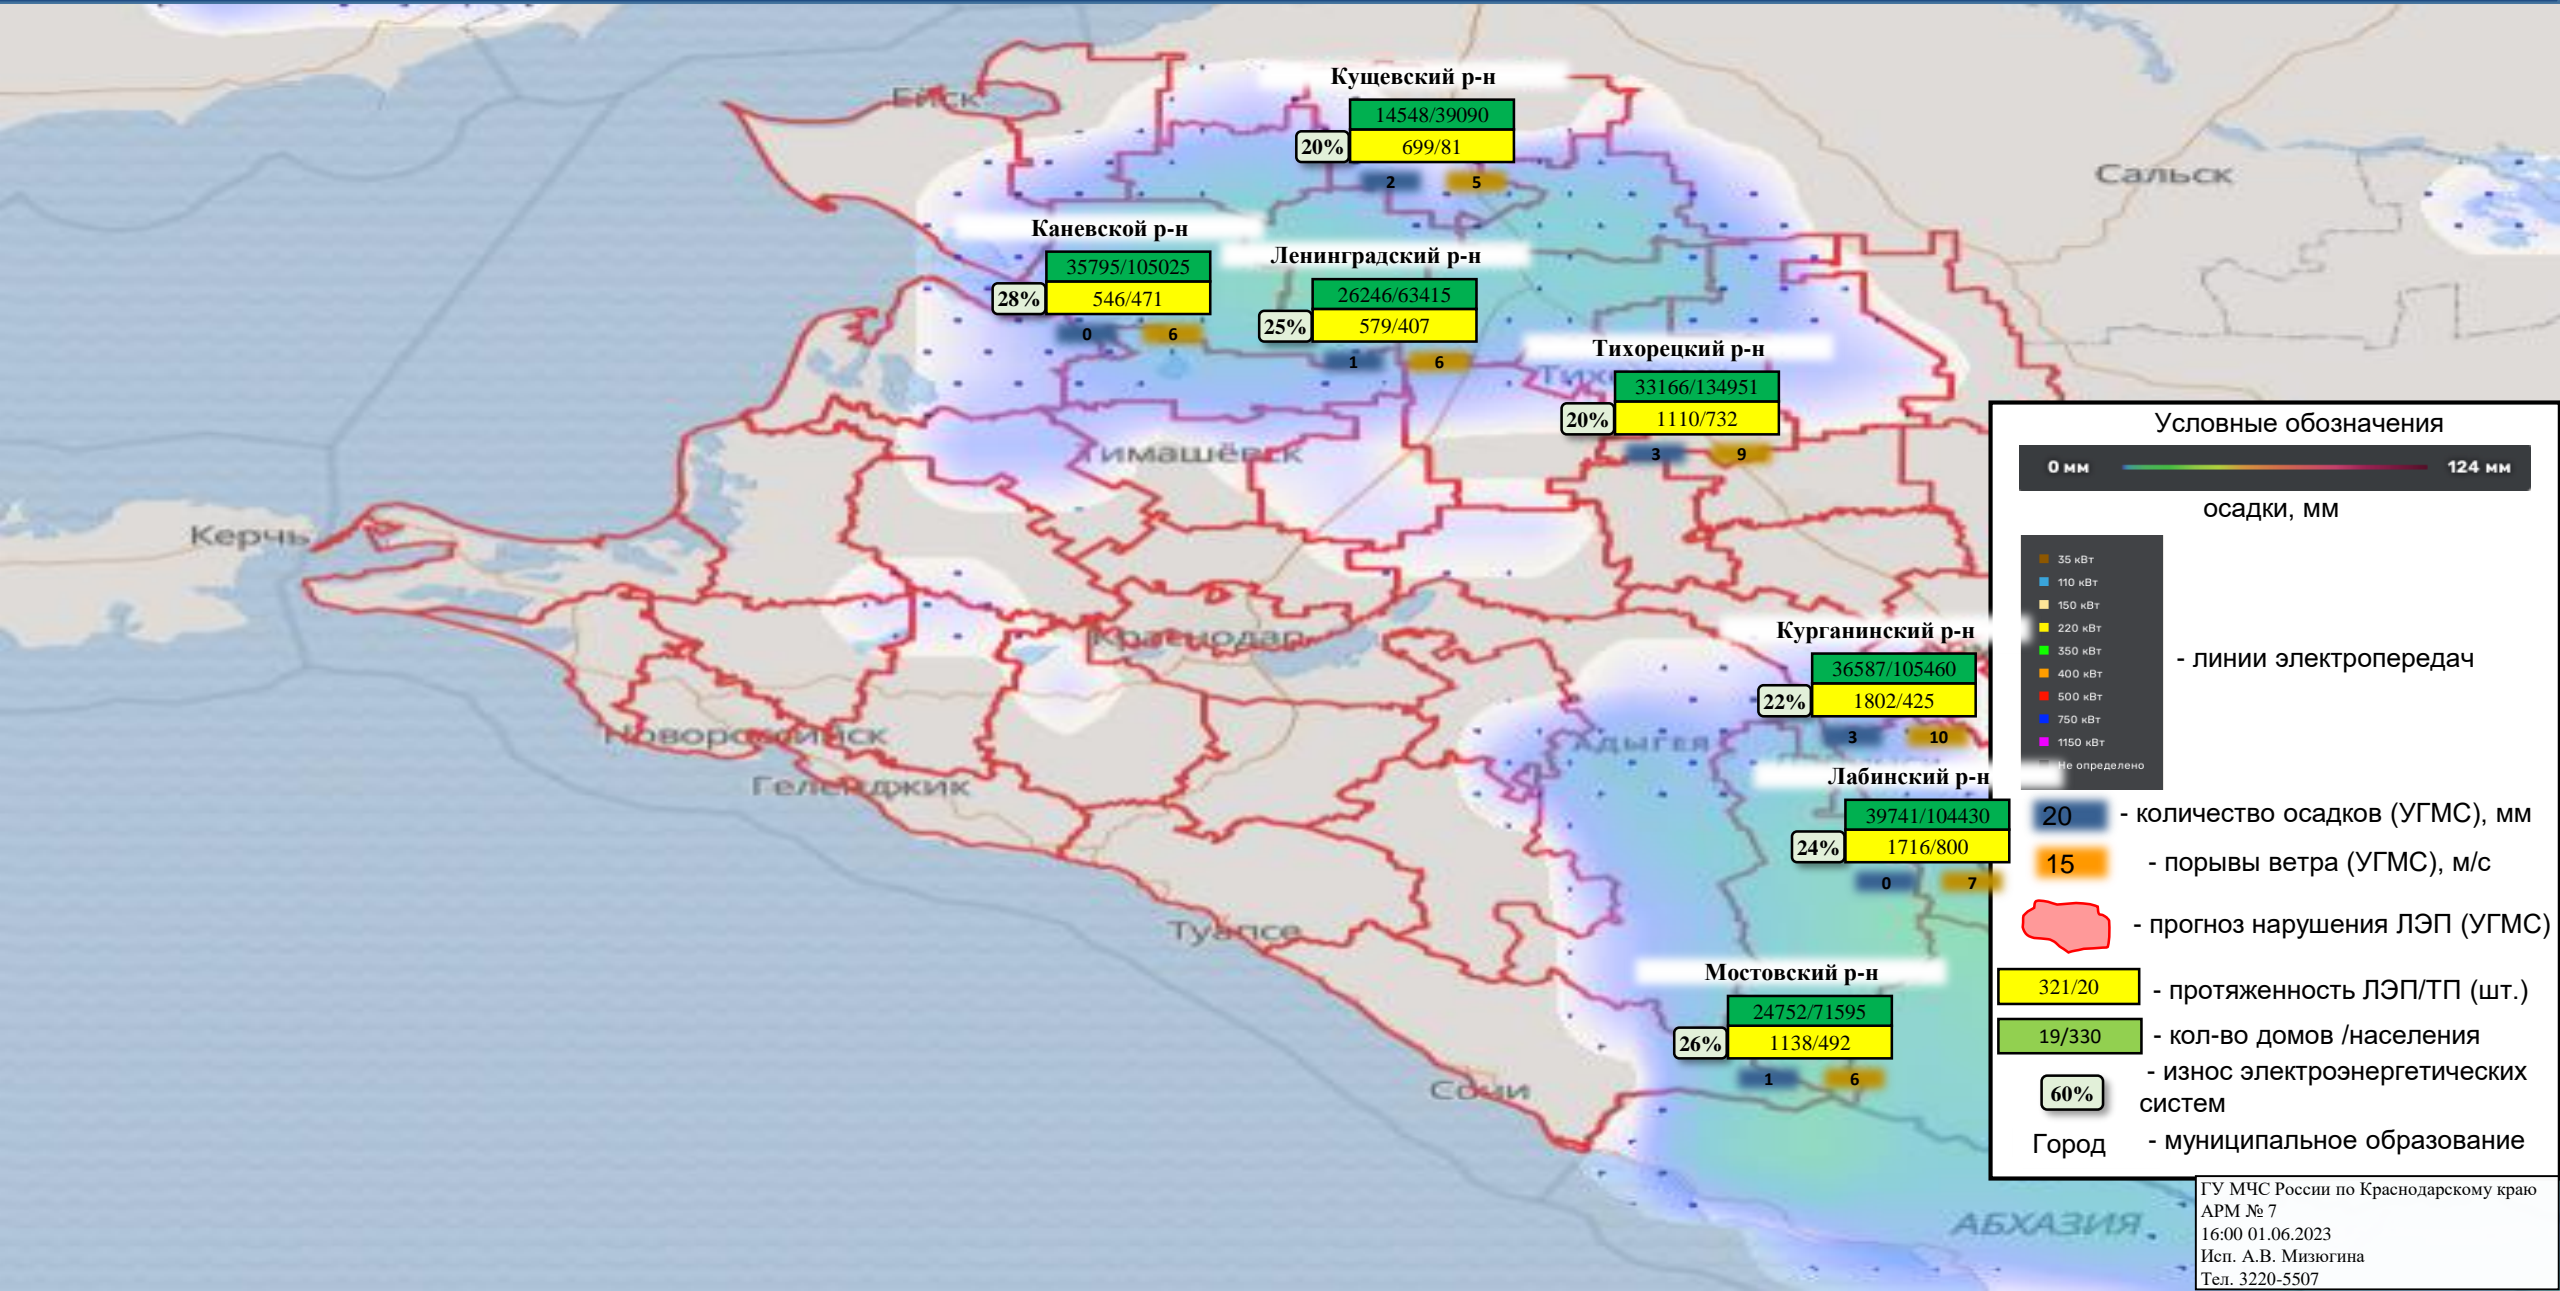 Ейск
Сальск
Кущевский р-н
14548/39090
20%
699/81
2
5
Каневской р-н
35795/105025
28%
546/471
0
6
Ленинградский р-н
26246/63415
25%
579/407
1
6
Тихорецкий р-н
33166/134951
20%
1110/732
3
9
Тимашёвск
Керчь
Краснодар
Новороссийск
Геленджик
Туапсе
Сочи
АДЫГЕЯ
АБХАЗИЯ
Курганинский р-н
36587/105460
22%
1802/425
3
10
Лабинский р-н
39741/104430
24%
1716/800
0
7
Мостовский р-н
24752/71595
26%
1138/492
1
6
Условные обозначения
0 мм
124 мм
осадки, мм
35 кВт
110 кВт
150 кВт
220 кВт
350 кВт
400 кВт
500 кВт
750 кВт
1150 кВт
Не определено
- линии электропередач
20 - количество осадков (УГМС), мм
15 - порывы ветра (УГМС), м/с
- прогноз нарушения ЛЭП (УГМС)
321/20 - протяженность ЛЭП/ТП (шт.)
19/330 - кол-во домов /населения
60% - износ электроэнергетических
систем
Город - муниципальное образование
ГУ МЧС России по Краснодарскому краю
АРМ № 7
16:00 01.06.2023
Исп. А.В. Мизюгина
Тел. 3220-5507